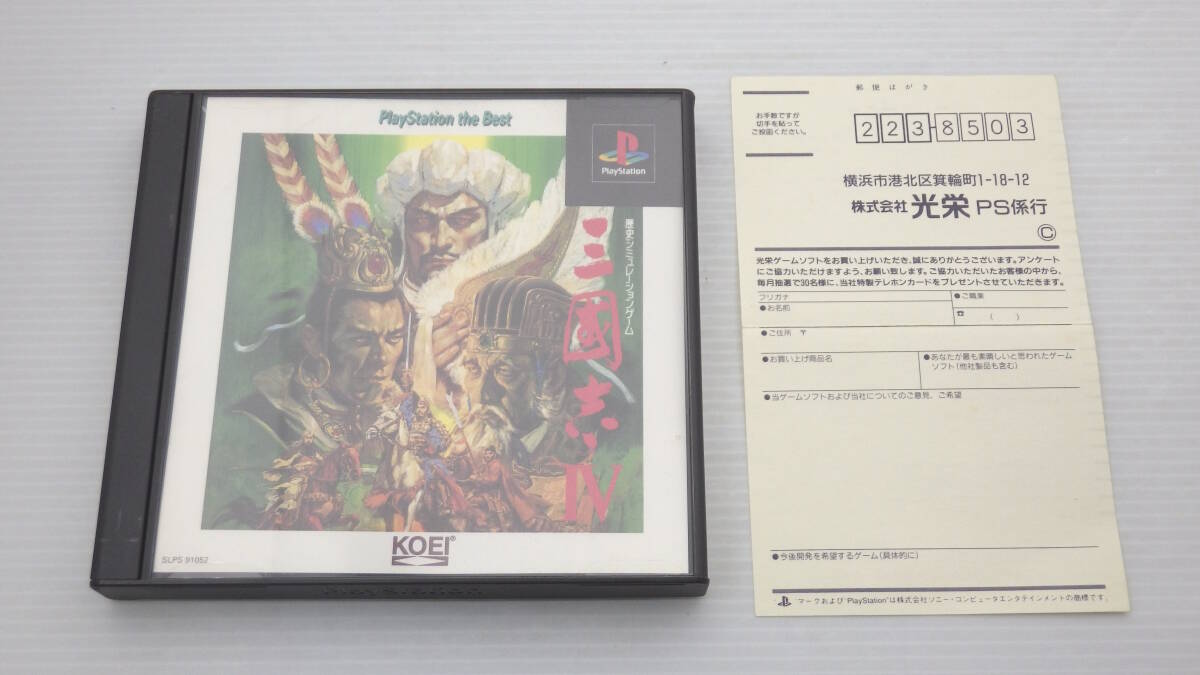 PlayStation the Best
PlayStation
歴史シミュレーションゲーム
三國志
IV
KOEI®
SLPS 91052
PlayStation
郵便はがき
お手数ですが
切手を貼って
ご投函ください。
223-8503
横浜市港北区箕輪町1-18-12
株式会社 光栄 PS係行
Ⓒ
光栄ゲームソフトをお買い上げいただき、誠にありがとうございます。アンケート
にご協力いただけますよう、お願い致します。ご協力いただいたお客様の中から、
毎月抽選で30名様に、当社特製テレホンカードをプレゼントさせていただきます。
フリガナ
●お名前
●ご職業
☎ ( )
●ご住所 〒
●お買い上げ商品名
●あなたが最も素晴しいと思われたゲーム
ソフト(他社製品も含む)
●当ゲームソフトおよび当社についてのご意見、ご希望
●今後開発を希望するゲーム(具体的に)
マークおよび"PlayStation"は株式会社ソニー・コンピュータエンタテインメントの商標です。